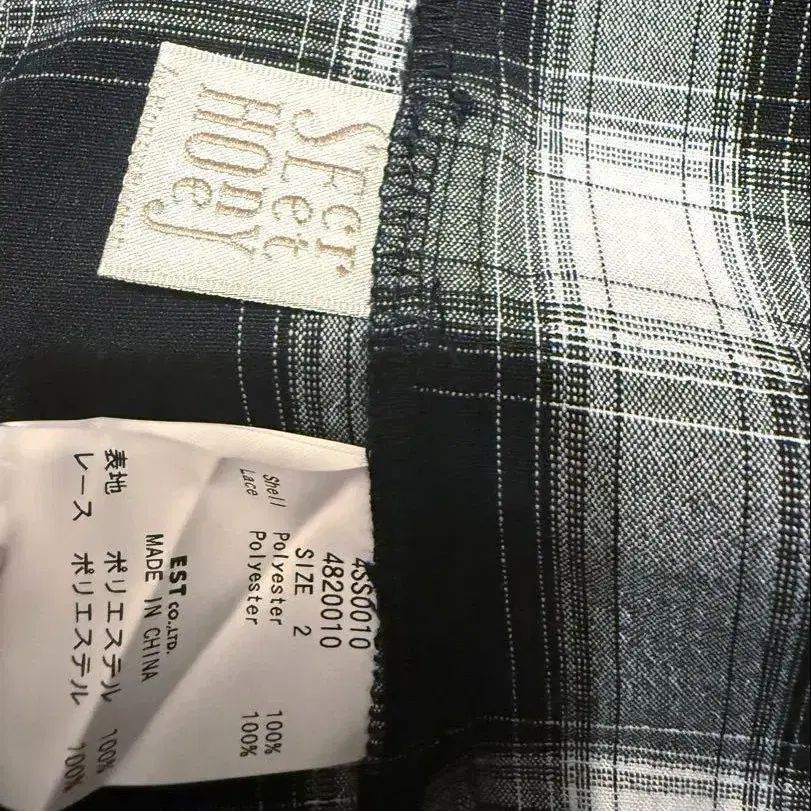 SEcret
HOney
4SS0010
4820010
SIZE 2
Shell Polyester 100%
Lace Polyester 100%
EST CO.,LTD.
MADE IN CHINA
表地 ポリエステル 100%
レース ポリエステル 100%